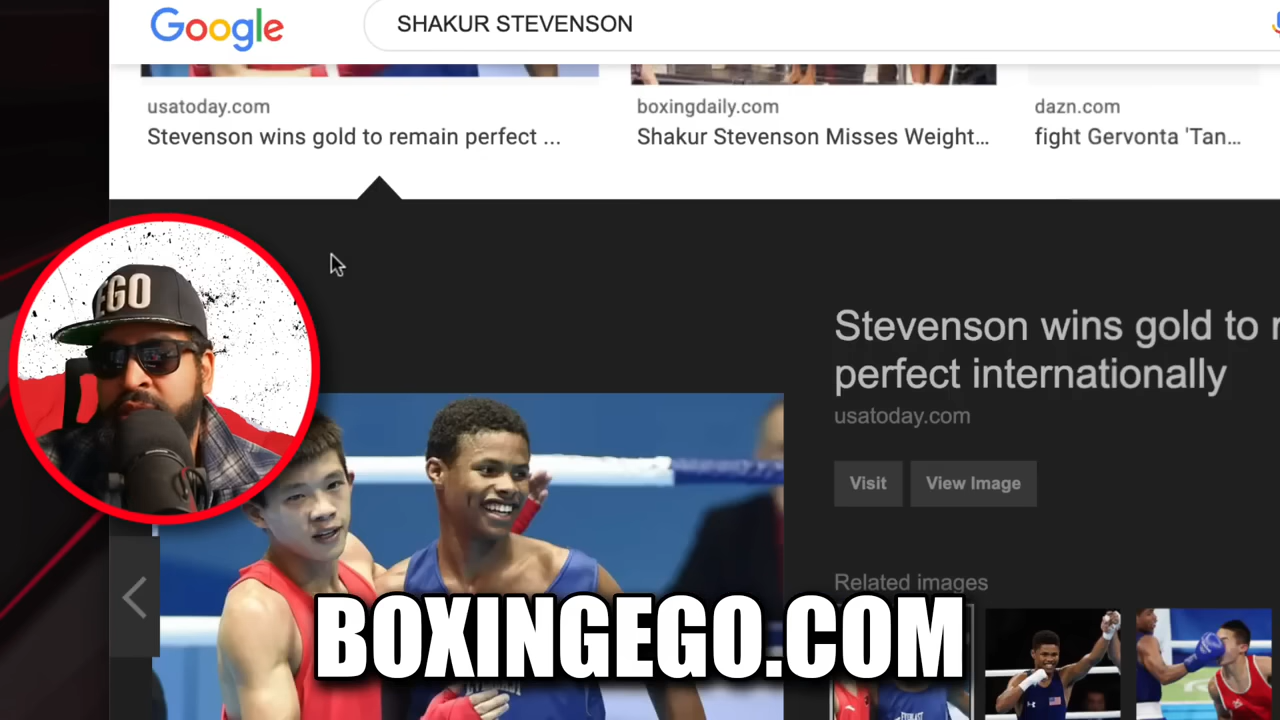 Google
SHAKUR STEVENSON
usatoday.com
Stevenson wins gold to remain perfect ...
boxingdaily.com
Shakur Stevenson Misses Weight...
dazn.com
fight Gervonta 'Tan...
EGO
Stevenson wins gold to
perfect internationally
usatoday.com
Visit
View Image
Related images
BOXINGEGO.COM
EVERLAST